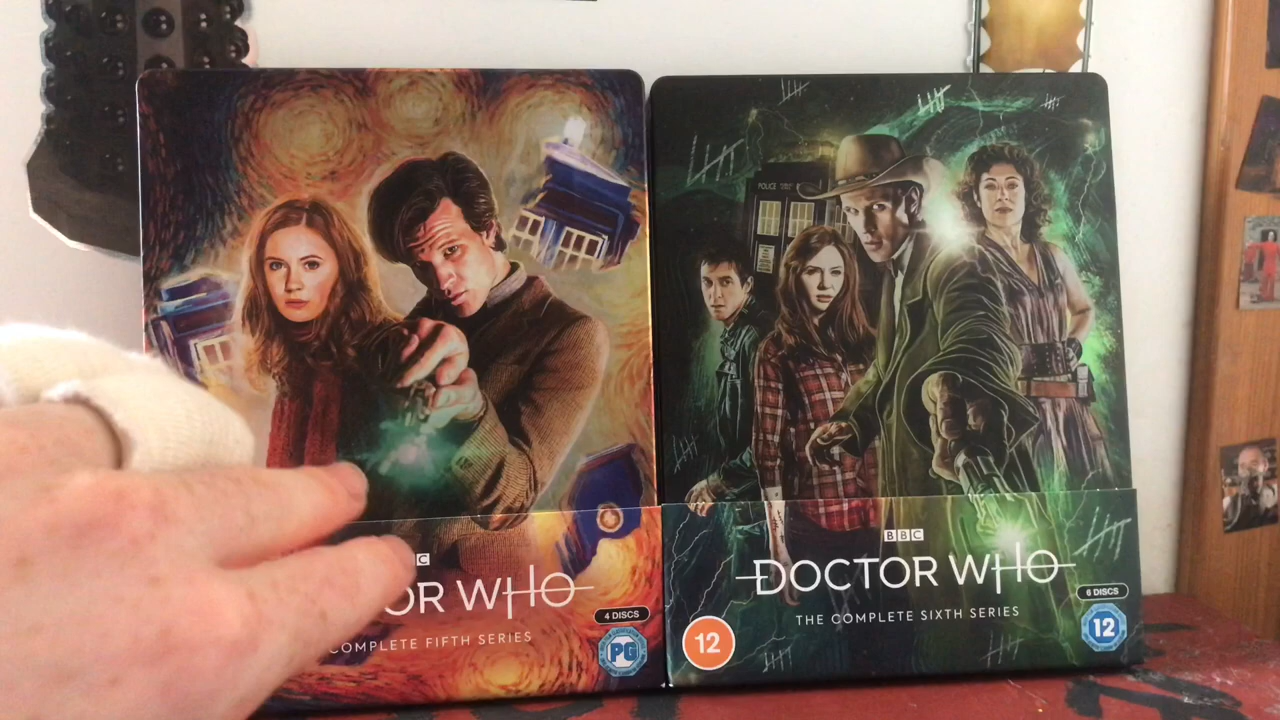 C
OR WHO
4 DISCS
COMPLETE FIFTH SERIES
PG
POLICE
BBC
DOCTOR WHO
6 DISCS
THE COMPLETE SIXTH SERIES
12
12